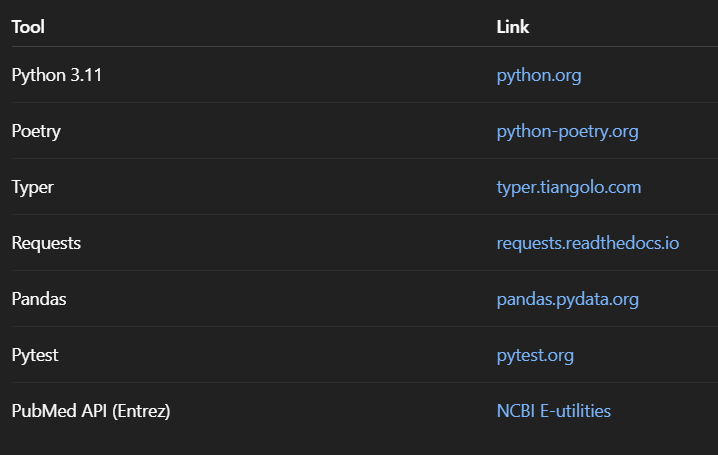 Tool Link
Python 3.11 python.org
Poetry python-poetry.org
Typer typer.tiangolo.com
Requests requests.readthedocs.io
Pandas pandas.pydata.org
Pytest pytest.org
PubMed API (Entrez) NCBI E-utilities